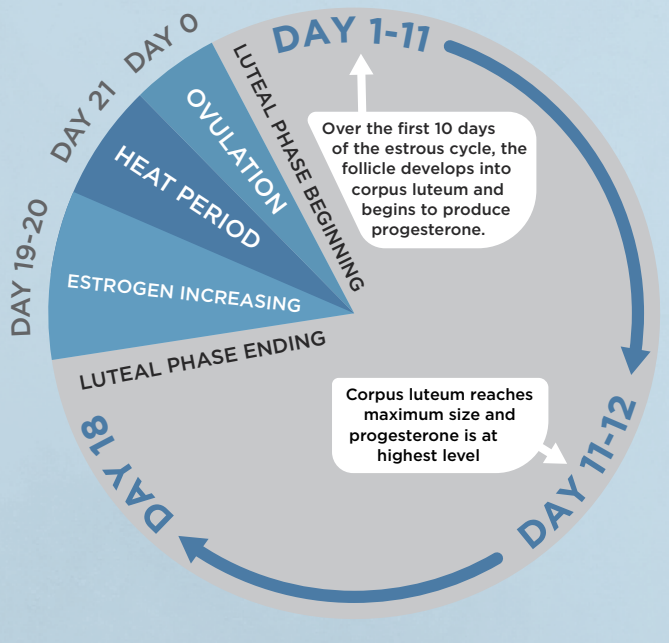 DAY 0
LUTEAL PHASE BEGINNING
DAY 1-11
Over the first 10 days
of the estrous cycle, the
follicle develops into
corpus luteum and
begins to produce
progesterone.
Corpus luteum reaches
maximum size and
progesterone is at
highest level
DAY 11-12
DAY 18
LUTEAL PHASE ENDING
DAY 19-20
ESTROGEN INCREASING
DAY 21
HEAT PERIOD
OVULATION